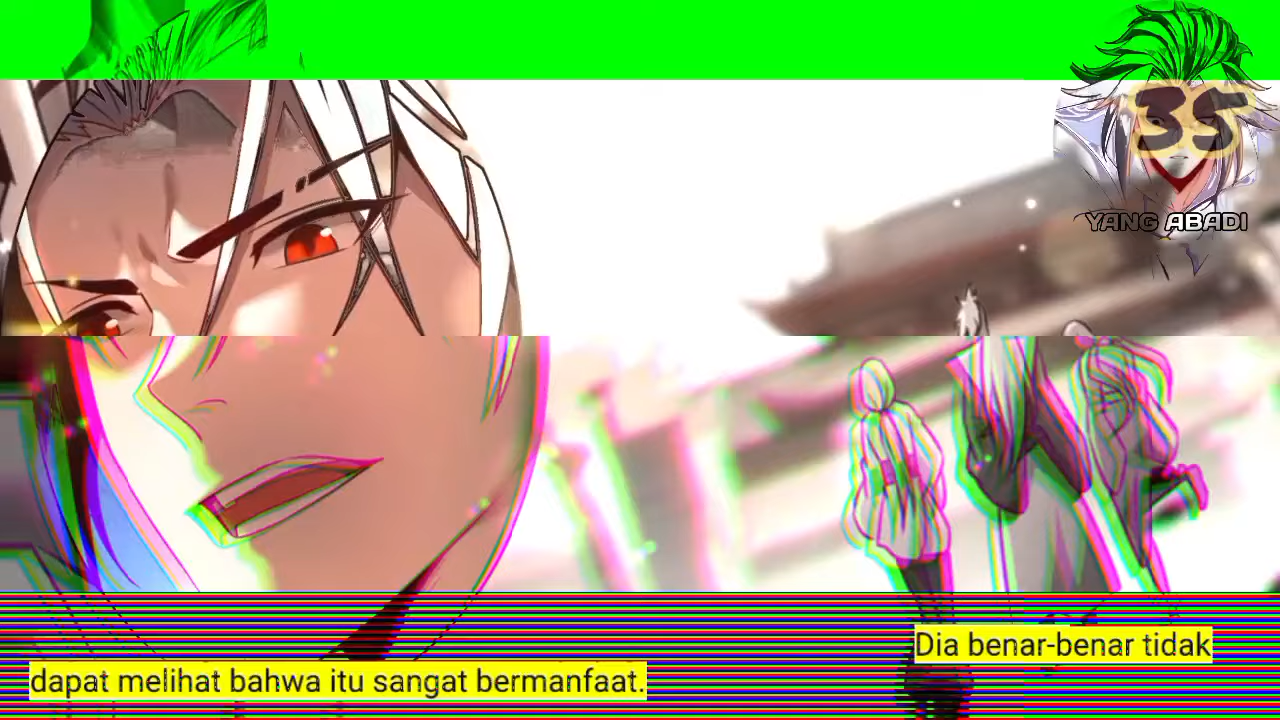 35
YANG ABADI
Dia benar-benar tidak
dapat melihat bahwa itu sangat bermanfaat.